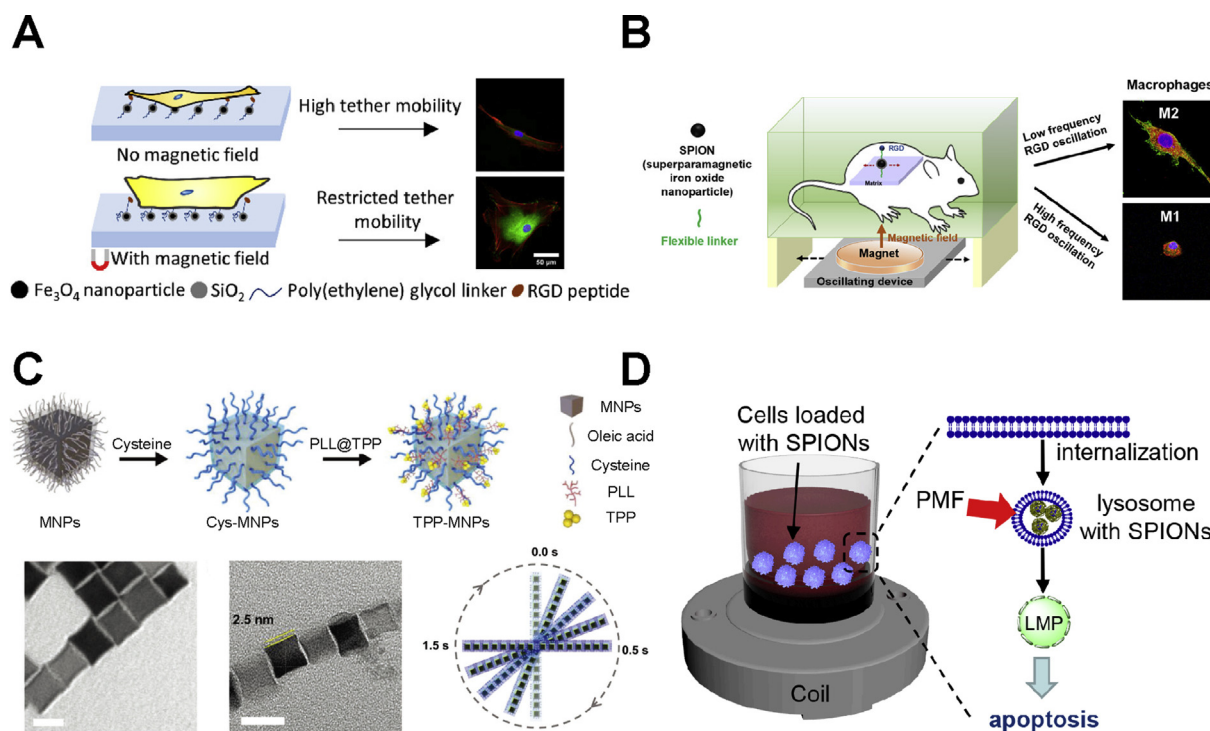 A
High tether mobility
No magnetic field
Restricted tether
mobility
With magnetic field
50 µm
Fe₃O₄ nanoparticle
SiO₂
Poly(ethylene) glycol linker
RGD peptide
B
SPION
(superparamagnetic
iron oxide
nanoparticle)
Flexible linker
RGD
Matrix
Magnetic field
Magnet
Oscillating device
Low frequency
RGD oscillation
High frequency
RGD oscillation
Macrophages
M2
M1
C
MNPs
Cysteine
Cys-MNPs
PLL@TPP
TPP-MNPs
MNPs
Oleic acid
Cysteine
PLL
TPP
2.5 nm
0.0 s
1.5 s
0.5 s
D
Cells loaded
with SPIONs
Coil
internalization
PMF
lysosome
with SPIONs
LMP
apoptosis